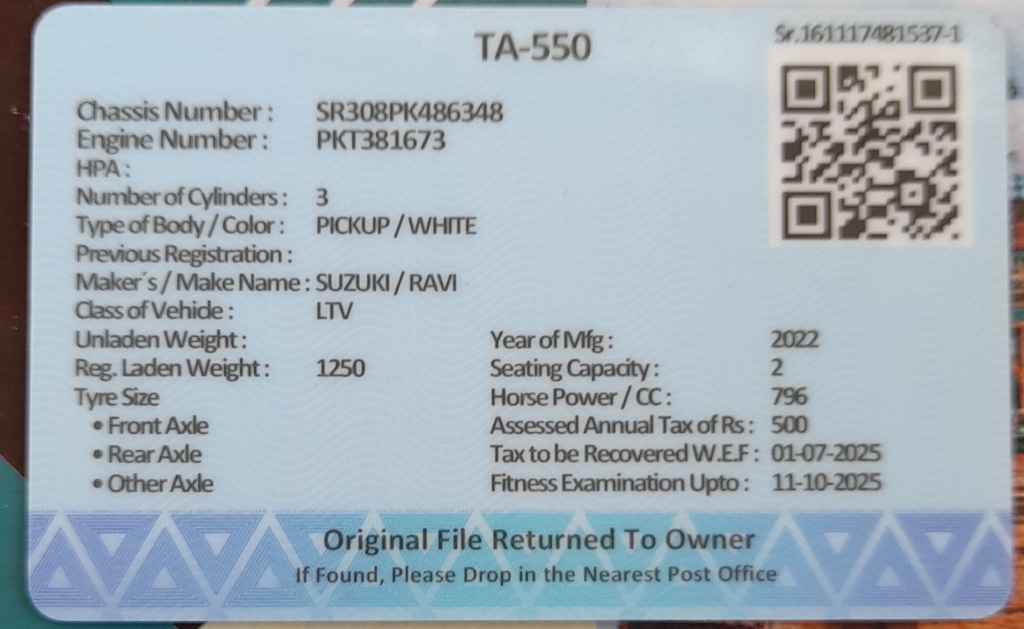 TA-550
Sr.161117481537-1
Chassis Number : SR308PK486348
Engine Number : PKT381673
HPA :
Number of Cylinders : 3
Type of Body / Color : PICKUP / WHITE
Previous Registration :
Maker´s / Make Name : SUZUKI / RAVI
Class of Vehicle : LTV
Unladen Weight : Year of Mfg : 2022
Reg. Laden Weight : 1250 Seating Capacity : 2
Tyre Size Horse Power / CC : 796
• Front Axle Assessed Annual Tax of Rs : 500
• Rear Axle Tax to be Recovered W.E.F : 01-07-2025
• Other Axle Fitness Examination Upto : 11-10-2025
Original File Returned To Owner
If Found, Please Drop in the Nearest Post Office